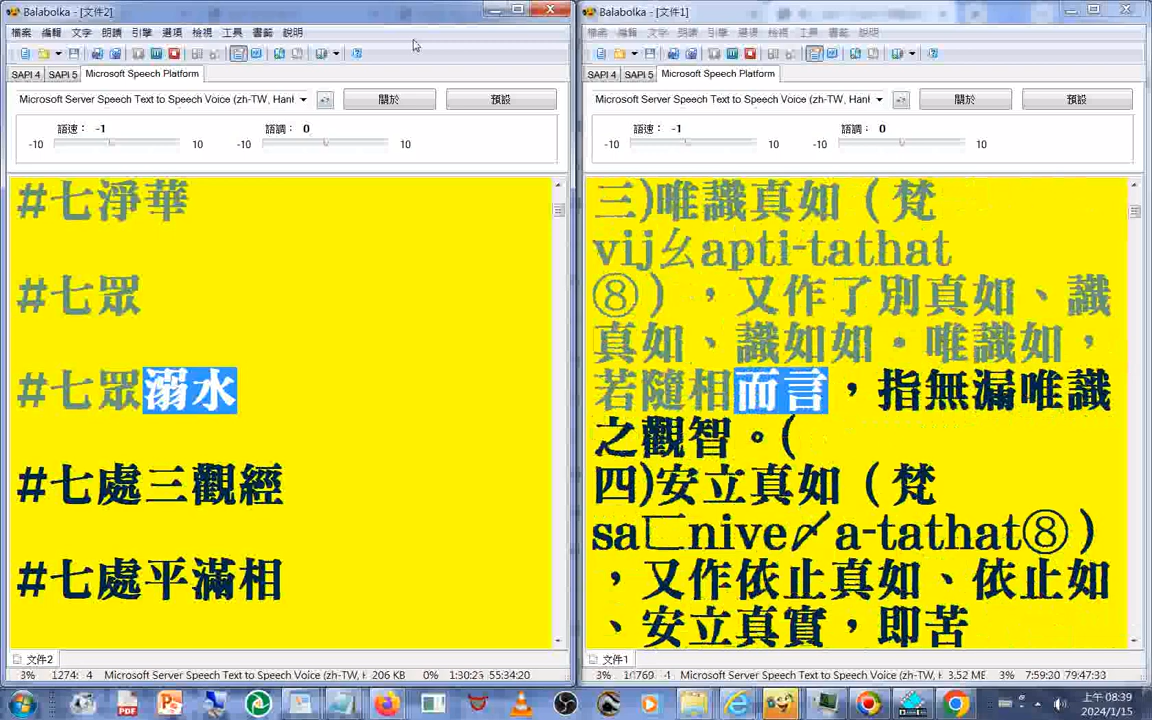 Balabolka - [文件2]
檔案 編輯 文字 朗讀 引擎 選項 檢視 工具 書籤 說明
SAPI 4 SAPI 5 Microsoft Speech Platform
Microsoft Server Speech Text to Speech Voice (zh-TW, Hanl 關於 預設
語速： -1 語調： 0
-10 10 -10 10
#七淨華
#七眾
#七眾溺水
#七處三觀經
#七處平滿相
文件2
3% 1274: 4 Microsoft Server Speech Text to Speech Voice (zh-TW, Ha 206 KB 0% 1:30:25 55:34:20
Balabolka - [文件1]
檔案 編輯 文字 朗讀 引擎 選項 檢視 工具 書籤 說明
SAPI 4 SAPI 5 Microsoft Speech Platform
Microsoft Server Speech Text to Speech Voice (zh-TW, Hanl 關於 預設
語速： -1 語調： 0
-10 10 -10 10
三)唯識真如（梵
vij幺apti-tathat
⑧），又作了別真如、識
真如、識如如。唯識如，
若隨相而言，指無漏唯識
之觀智。(
四)安立真如（梵
sa匚nive〆a-tathat⑧）
，又作依止真如、依止如
、安立真實，即苦
文件1
3% Microsoft Server Speech Text to Speech Voice (zh-TW, 3.52 ME 3% 7:59:20 79:47:33
上午 08:39
2024/1/15